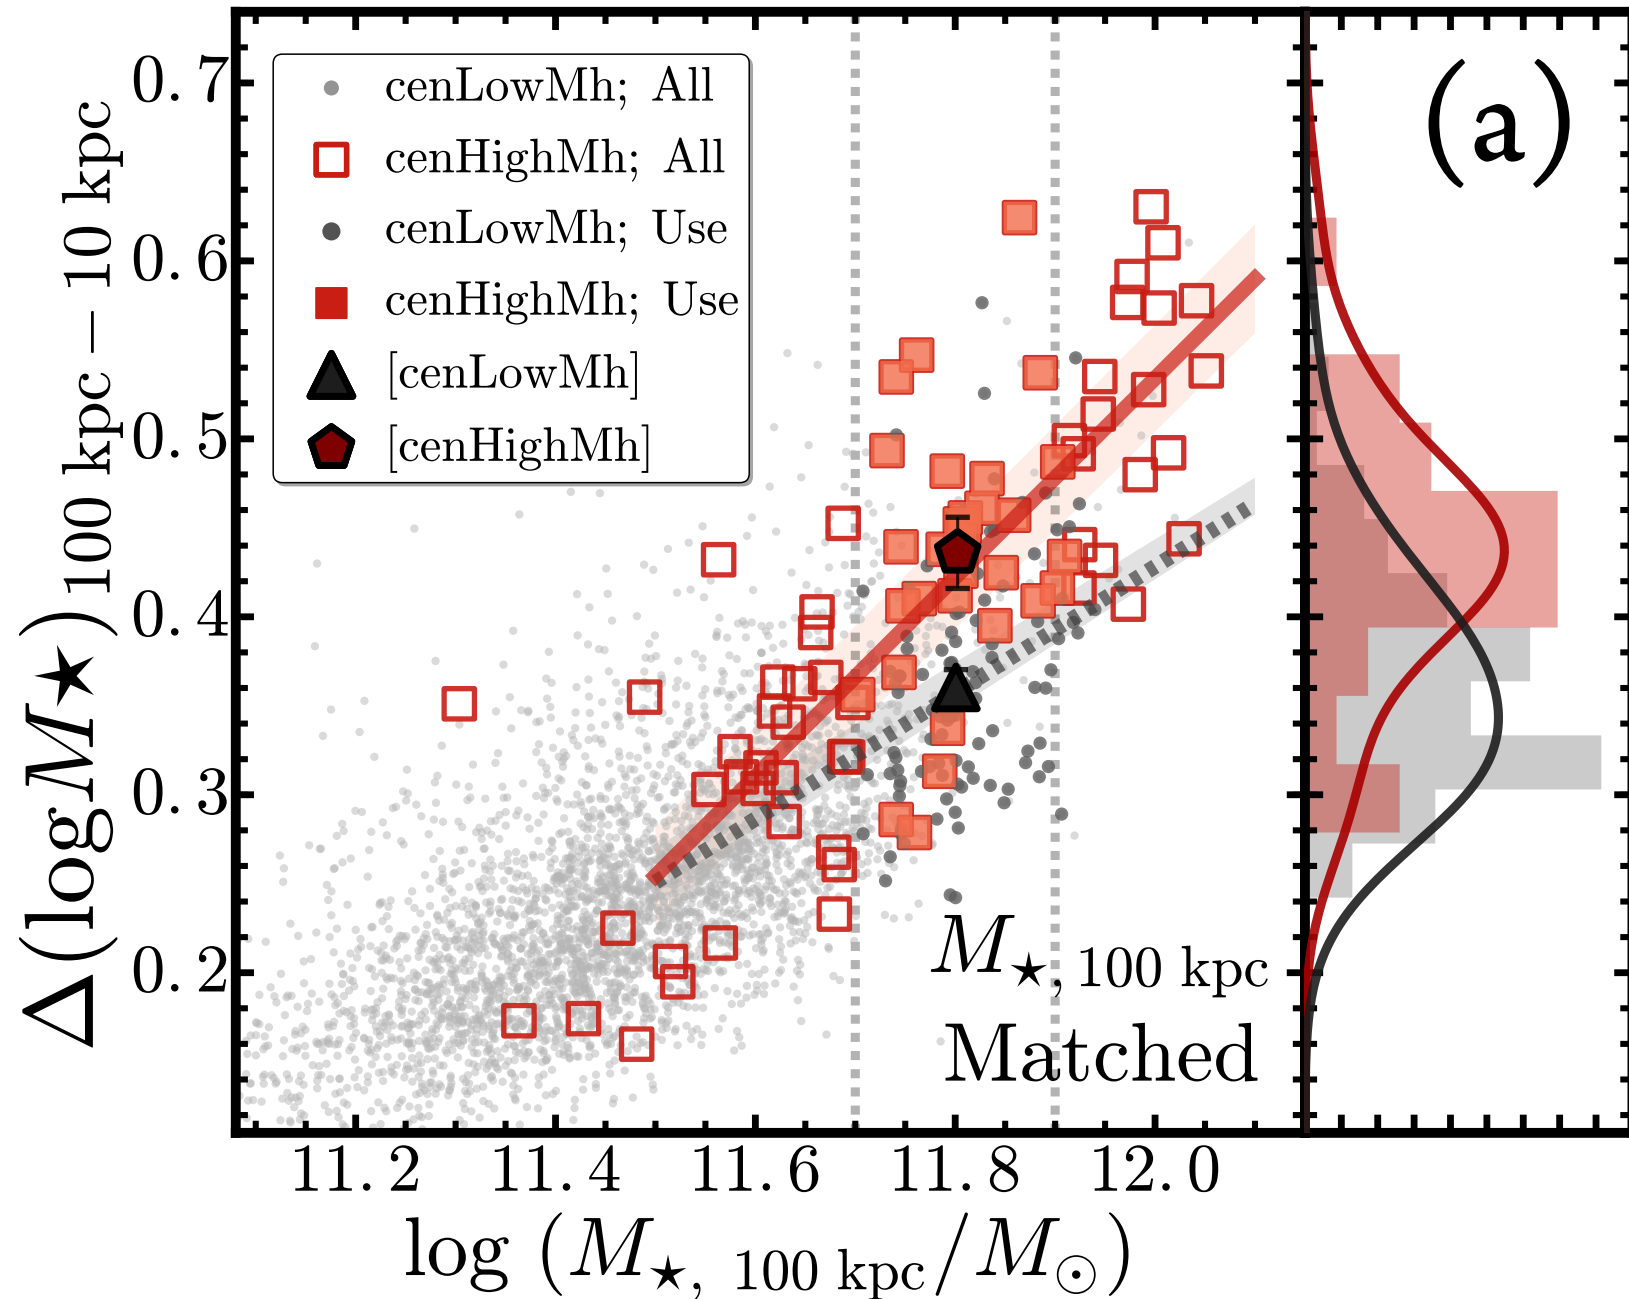 cenLowMh; All
cenHighMh; All
cenLowMh; Use
cenHighMh; Use
[cenLowMh]
[cenHighMh]
(a)
0.7
0.6
0.5
0.4
0.3
0.2
Δ(logM★)100 kpc−10 kpc
M★,100 kpc
Matched
11.2 11.4 11.6 11.8 12.0
log (M★, 100 kpc/M⊙)